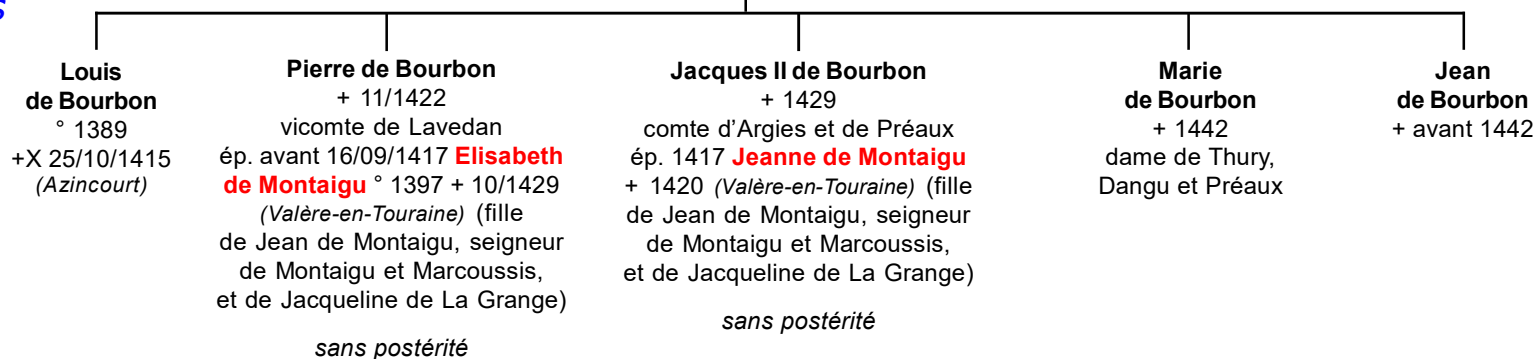 s
Louis
de Bourbon
° 1389
+X 25/10/1415
(Azincourt)
Pierre de Bourbon
+ 11/1422
vicomte de Lavedan
ép. avant 16/09/1417 Elisabeth
de Montaigu ° 1397 + 10/1429
(Valère-en-Touraine) (fille
de Jean de Montaigu, seigneur
de Montaigu et Marcoussis,
et de Jacqueline de La Grange)
sans postérité
Jacques II de Bourbon
+ 1429
comte d'Argies et de Préaux
ép. 1417 Jeanne de Montaigu
+ 1420 (Valère-en-Touraine) (fille
de Jean de Montaigu, seigneur
de Montaigu et Marcoussis,
et de Jacqueline de La Grange)
sans postérité
Marie
de Bourbon
+ 1442
dame de Thury,
Dangu et Préaux
Jean
de Bourbon
+ avant 1442